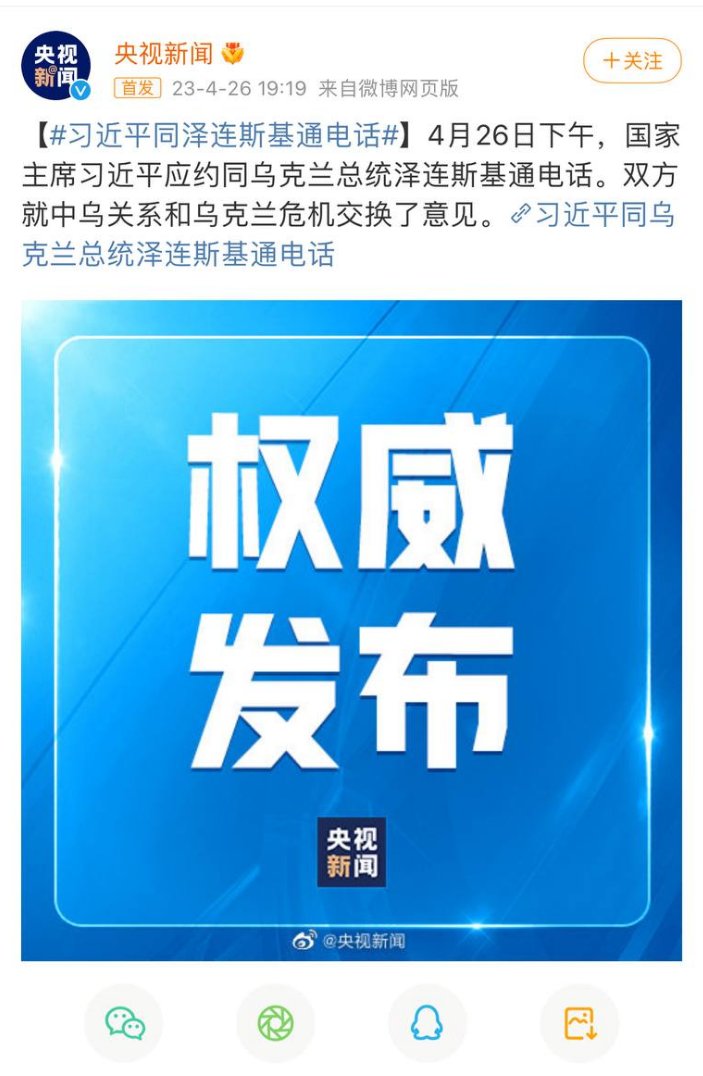 央视新闻
央视新闻
首发 23-4-26 19:19 来自微博网页版
+关注
【#习近平同泽连斯基通电话#】4月26日下午，国家
主席习近平应约同乌克兰总统泽连斯基通电话。双方
就中乌关系和乌克兰危机交换了意见。习近平同乌
克兰总统泽连斯基通电话
权威
发布
央视
新闻
@央视新闻